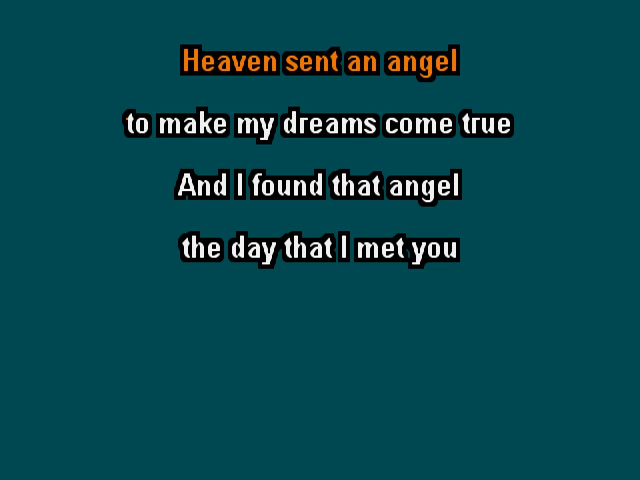 Heaven sent an angel
to make my dreams come true
And I found that angel
the day that I met you